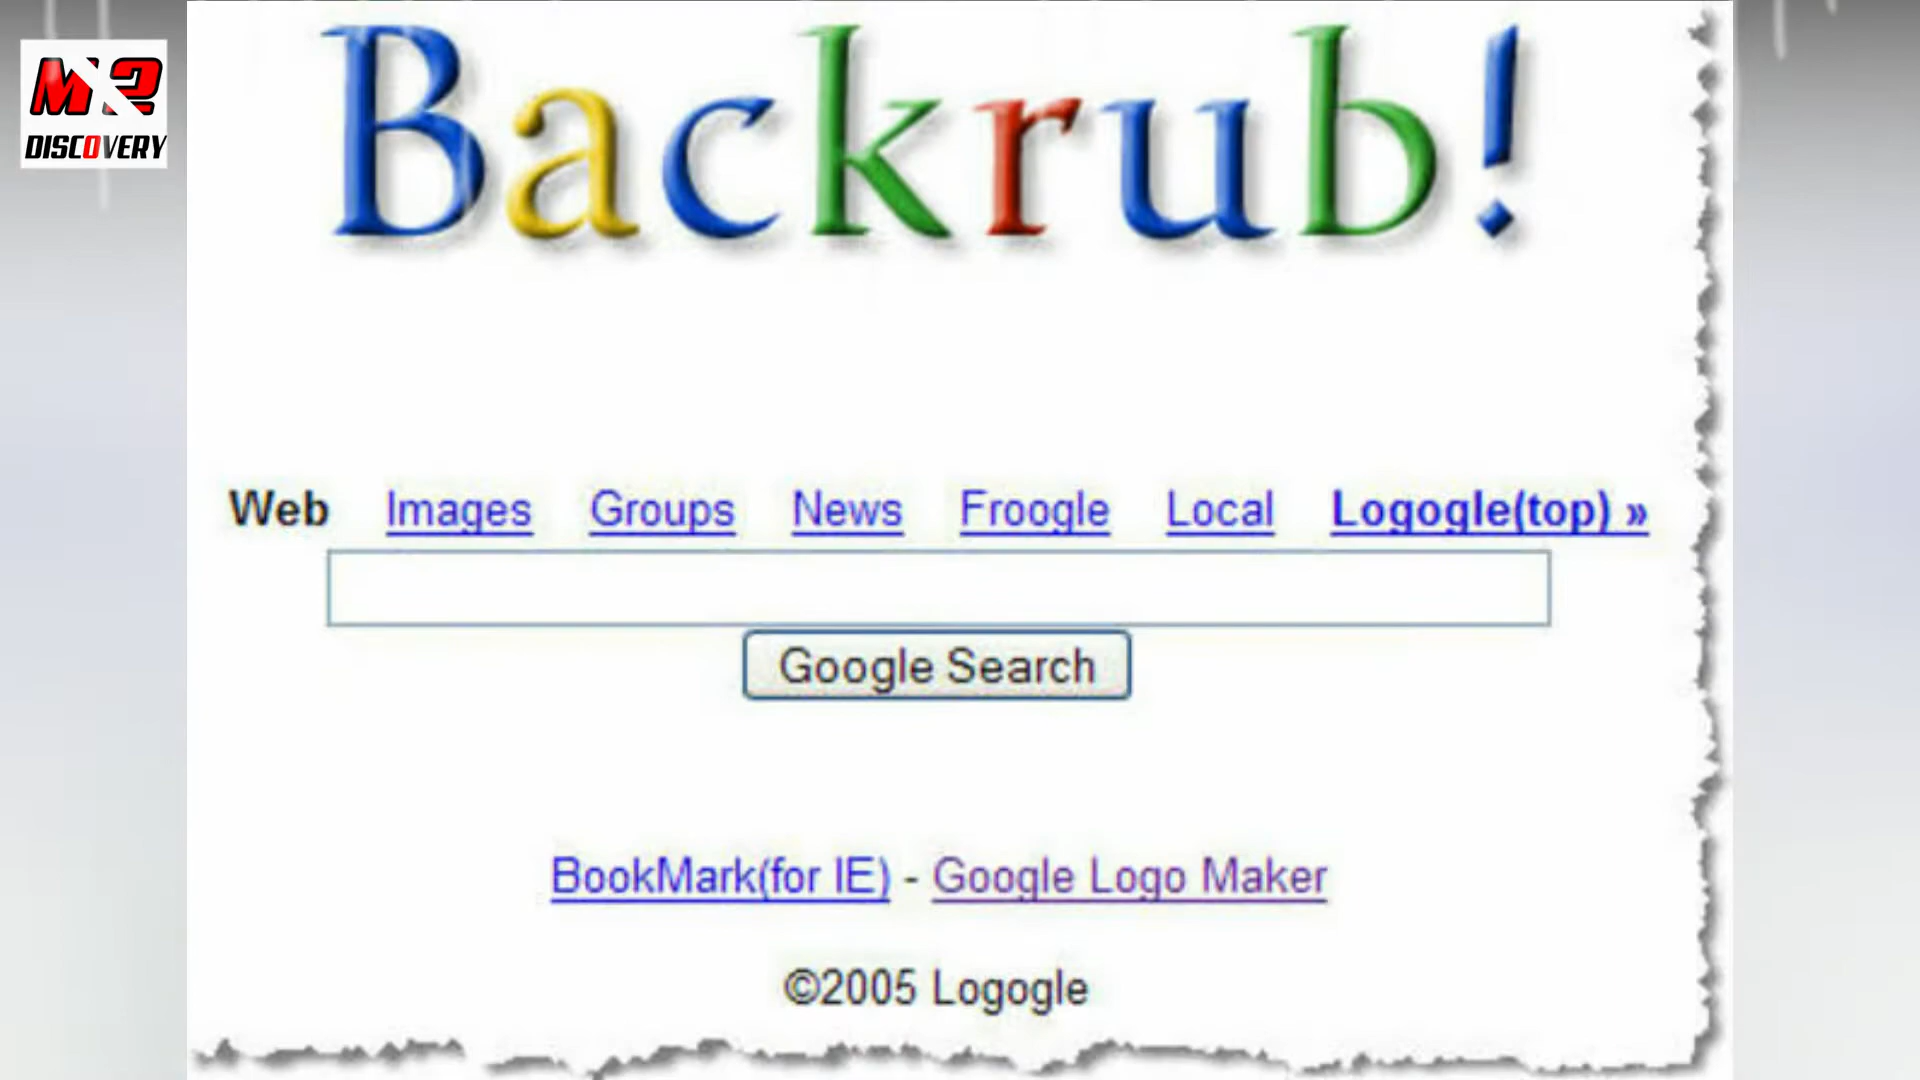 Backrub!
MX2
DISCOVERY
Web Images Groups News Froogle Local Logogle(top) »
Google Search
BookMark(for IE) - Google Logo Maker
©2005 Logogle